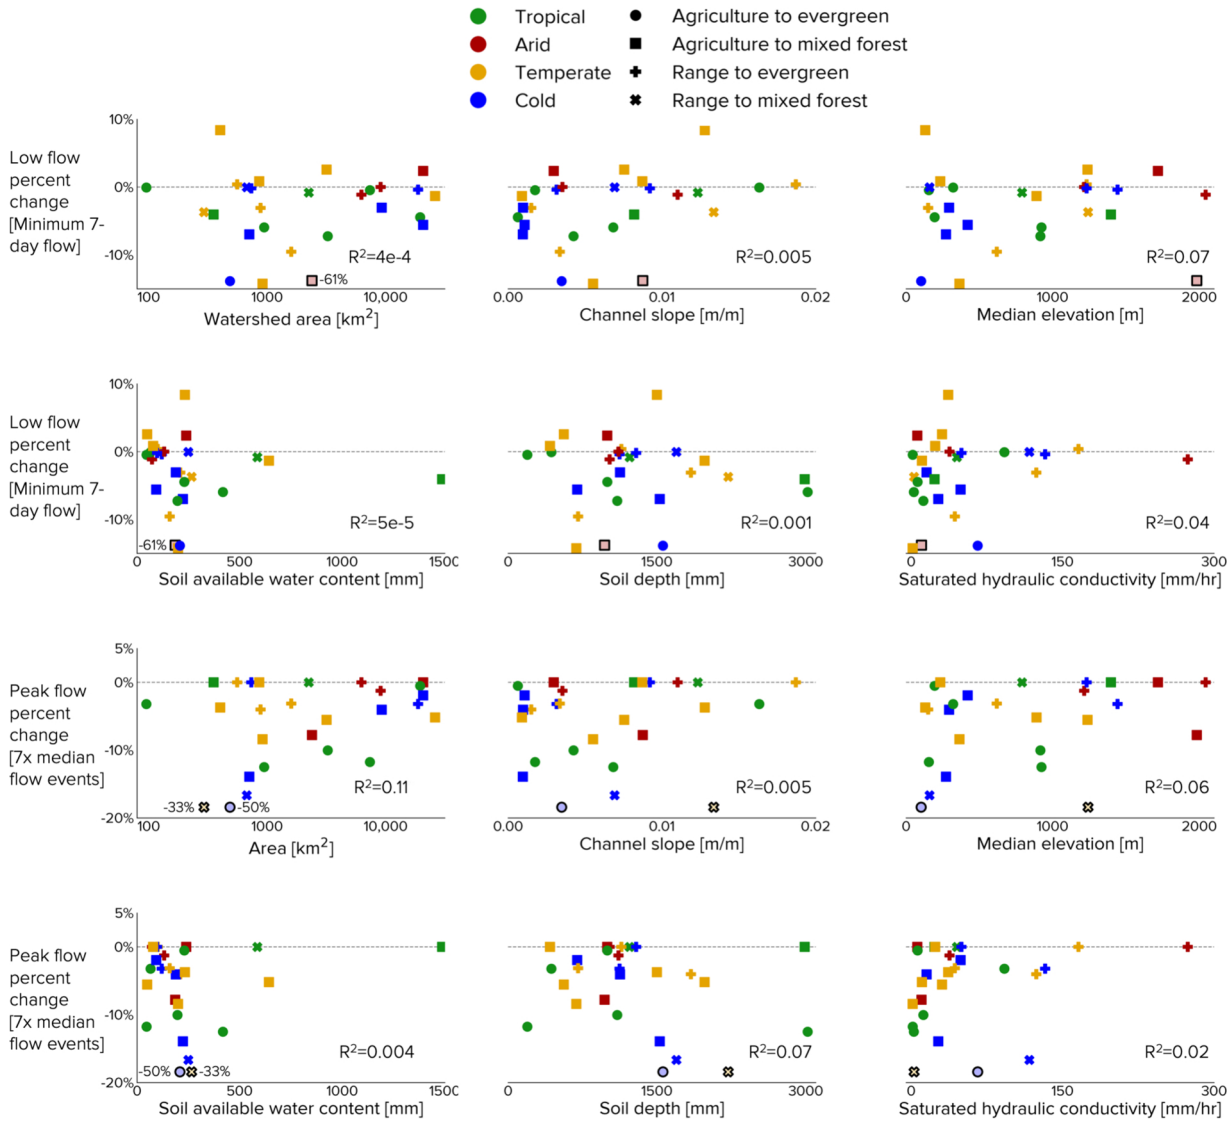 Tropical
Agriculture to evergreen
Arid
Agriculture to mixed forest
Temperate
Range to evergreen
Cold
Range to mixed forest
Low flow
percent
change
[Minimum 7-
day flow]
10%
0%
-10%
R²=4e-4
-61%
100
1000
10,000
Watershed area [km²]
R²=0.005
0.00
0.01
0.02
Channel slope [m/m]
R²=0.07
0
1000
2000
Median elevation [m]
Low flow
percent
change
[Minimum 7-
day flow]
10%
0%
-10%
R²=5e-5
-61%
0
500
1000
150
Soil available water content [mm]
R²=0.001
0
1500
3000
Soil depth [mm]
R²=0.04
0
150
300
Saturated hydraulic conductivity [mm/hr]
Peak flow
percent
change
[7x median
flow events]
5%
0%
-10%
-20%
R²=0.11
-33%
-50%
100
1000
10,000
Area [km²]
R²=0.005
0.00
0.01
0.02
Channel slope [m/m]
R²=0.06
0
1000
2000
Median elevation [m]
Peak flow
percent
change
[7x median
flow events]
5%
0%
-10%
-20%
R²=0.004
-50%
-33%
0
500
1000
150
Soil available water content [mm]
R²=0.07
0
1500
3000
Soil depth [mm]
R²=0.02
0
150
300
Saturated hydraulic conductivity [mm/hr]